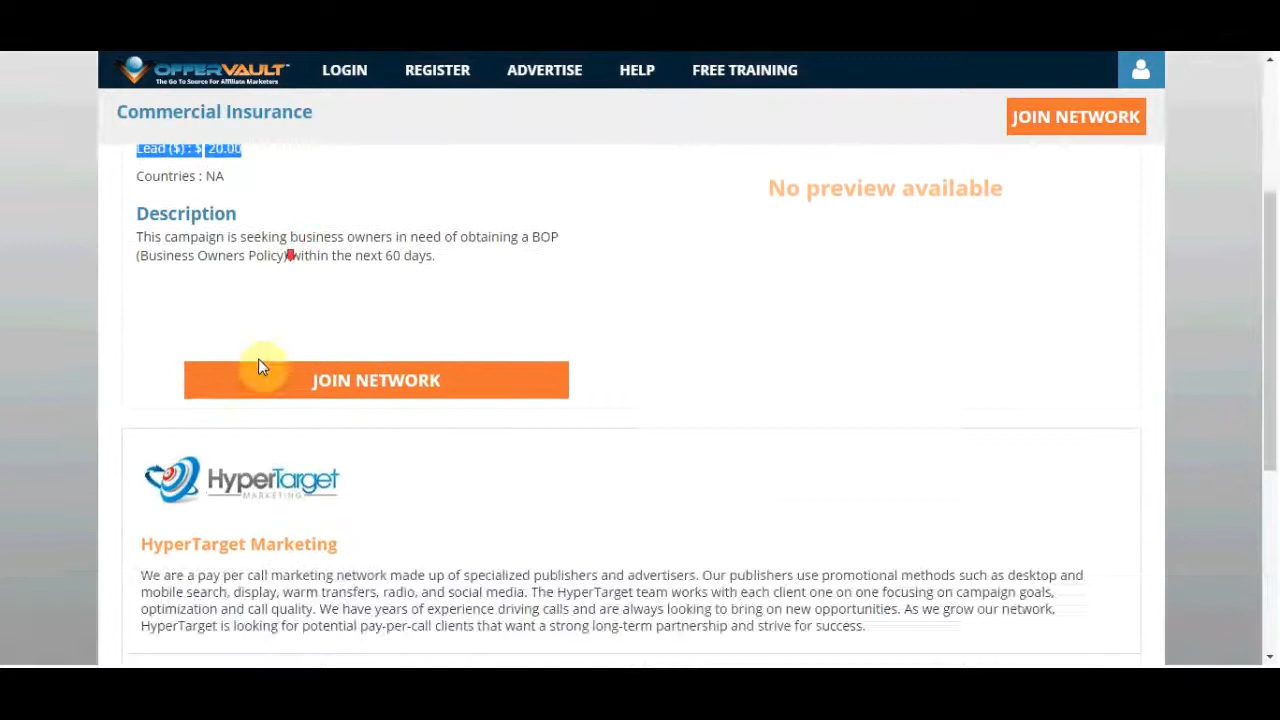 OFFERVAULT
The Go To Source For Affiliate Marketers
LOGIN
REGISTER
ADVERTISE
HELP
FREE TRAINING
Commercial Insurance
JOIN NETWORK
Lead ($) : $ 20.00
Countries : NA
No preview available
Description
This campaign is seeking business owners in need of obtaining a BOP
(Business Owners Policy) within the next 60 days.
JOIN NETWORK
HyperTarget
MARKETING
HyperTarget Marketing
We are a pay per call marketing network made up of specialized publishers and advertisers. Our publishers use promotional methods such as desktop and
mobile search, display, warm transfers, radio, and social media. The HyperTarget team works with each client one on one focusing on campaign goals,
optimization and call quality. We have years of experience driving calls and are always looking to bring on new opportunities. As we grow our network,
HyperTarget is looking for potential pay-per-call clients that want a strong long-term partnership and strive for success.